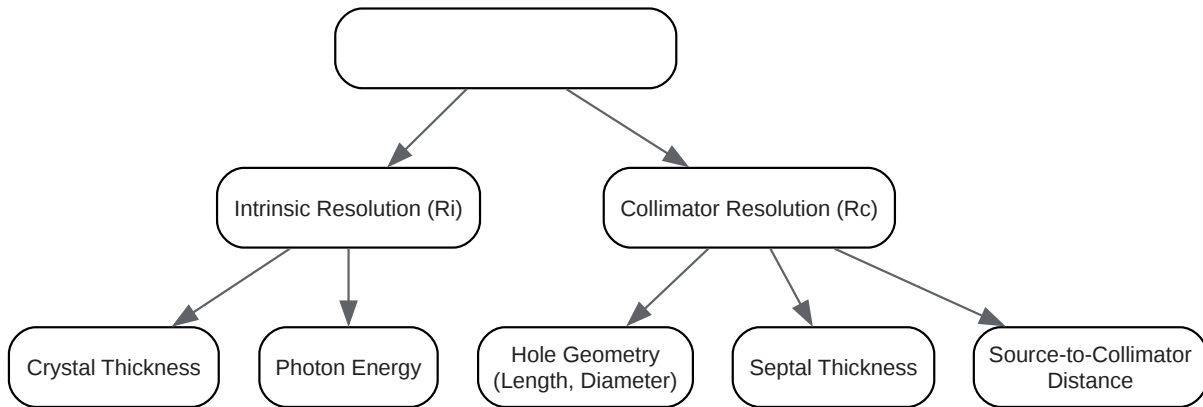 Intrinsic Resolution (Ri)
Collimator Resolution (Rc)
Crystal Thickness
Photon Energy
Hole Geometry
(Length, Diameter)
Septal Thickness
Source-to-Collimator
Distance